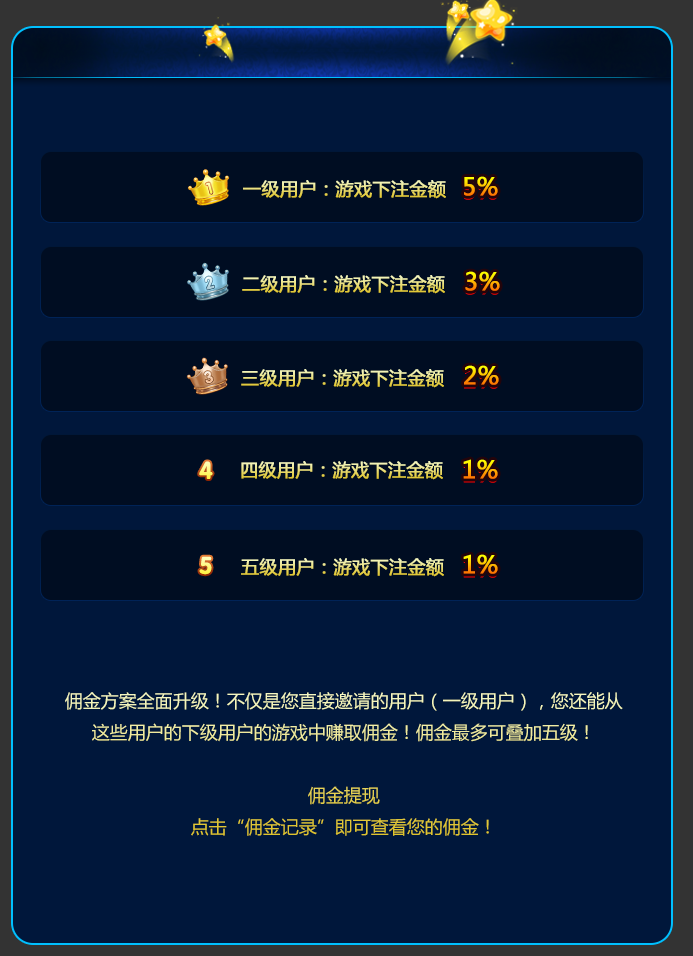 1 一级用户：游戏下注金额 5%
2 二级用户：游戏下注金额 3%
3 三级用户：游戏下注金额 2%
4 四级用户：游戏下注金额 1%
5 五级用户：游戏下注金额 1%
佣金方案全面升级！不仅是您直接邀请的用户（一级用户），您还能从
这些用户的下级用户的游戏中赚取佣金！佣金最多可叠加五级！
佣金提现
点击“佣金记录”即可查看您的佣金！